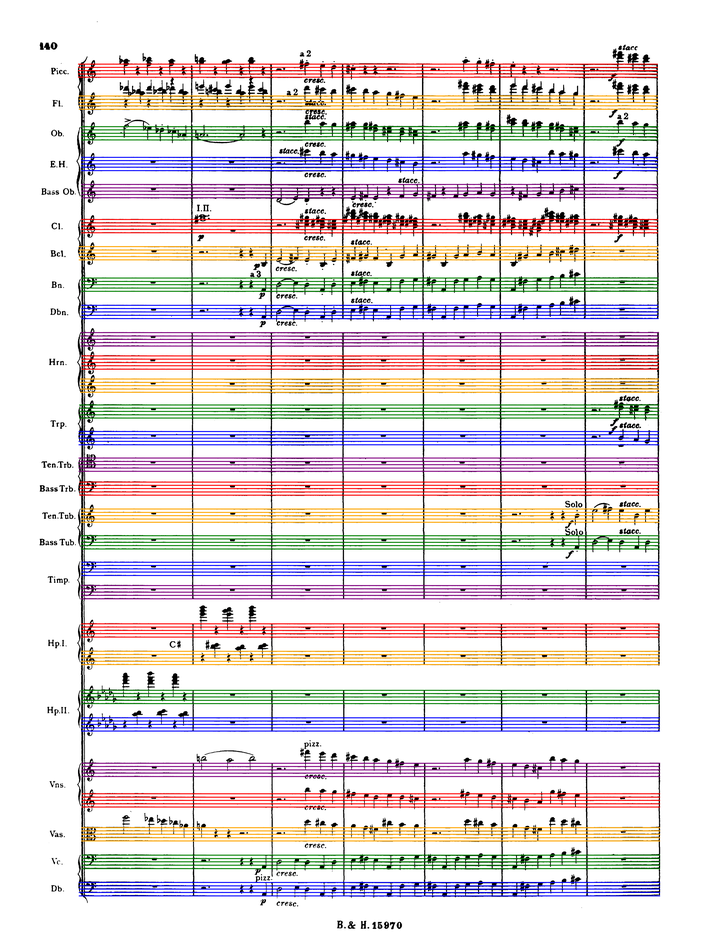 140
a 2
stacc
Picc.
cresc.
a 2
Fl.
stacc.
cresc.
f
stacc.
a 2
Ob.
cresc.
stacc.
E.H.
cresc.
f
stacc.
Bass Ob.
cresc.
I.II.
stacc.
Cl.
p
cresc.
f
stacc.
Bcl.
p
cresc.
a 3
stacc.
Bn.
p
cresc.
stacc.
Dbn.
p
cresc.
Hrn.
stacc.
Trp.
f
stacc.
f
Ten.Trb.
Bass Trb.
Solo
stacc.
Ten.Tub.
f
Solo
stacc.
Bass Tub.
f
Timp.
Hp.I.
C♯
Hp.II.
pizz.
Vns.
cresc.
cresc.
Vas.
cresc.
Vc.
p
cresc.
pizz.
Db.
p
cresc.
B. & H. 15970